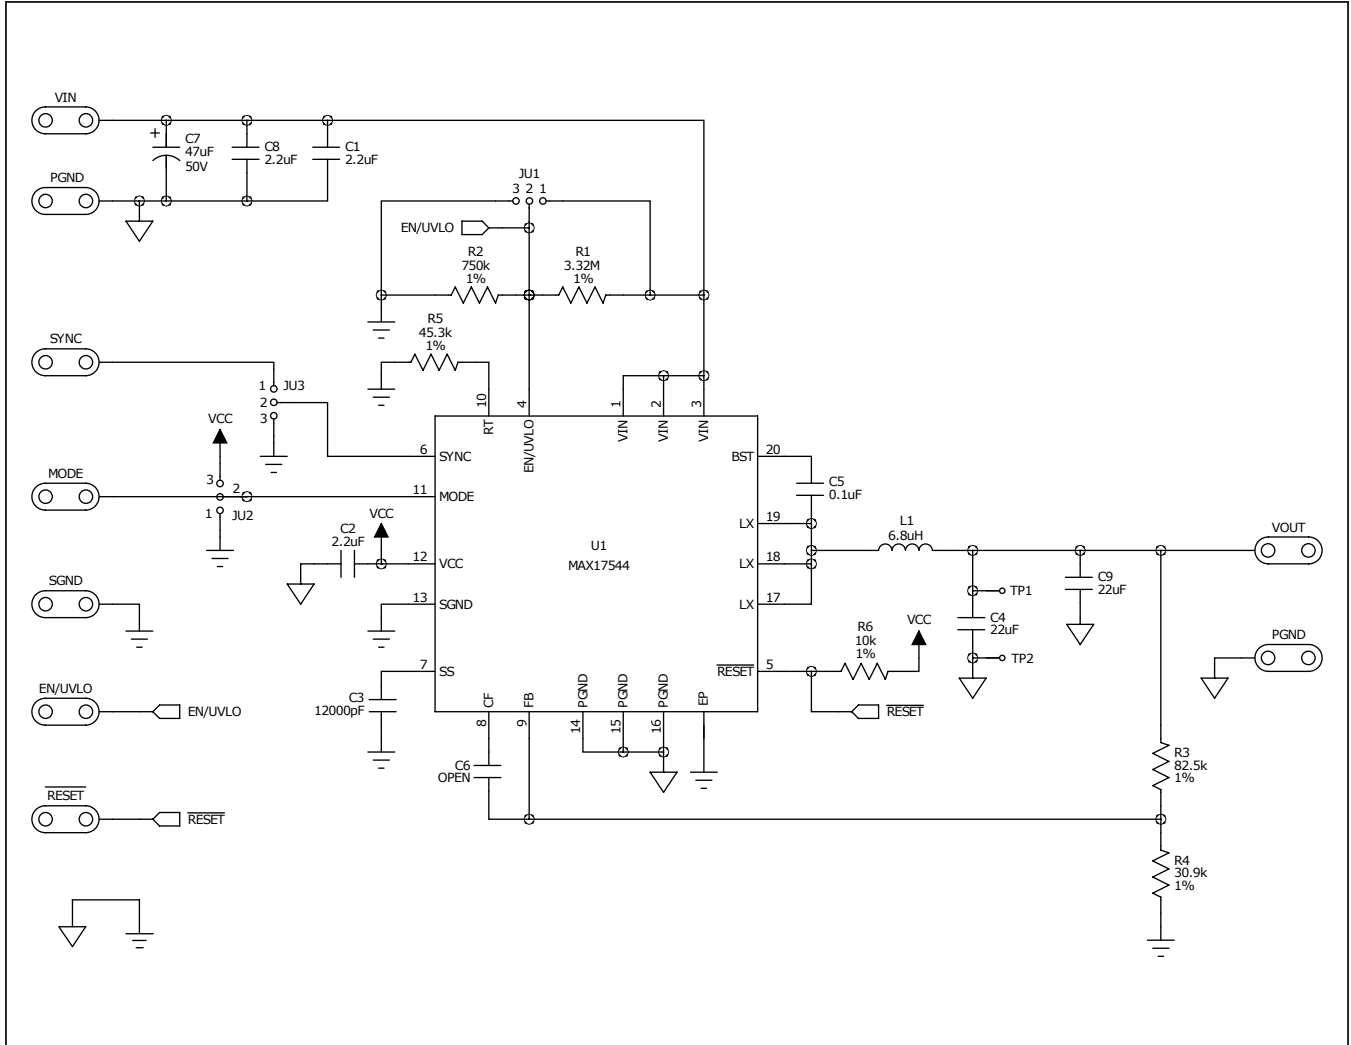 VIN
+
C7
47uF
50V
C8
2.2uF
C1
2.2uF
PGND
JU1
3 2 1
EN/UVLO
R2
750k
1%
R1
3.32M
1%
R5
45.3k
1%
SYNC
1
2
3
JU3
10
4
1
2
3
RT
EN/UVLO
VIN
VIN
VIN
VCC
6
SYNC
20
BST
C5
0.1uF
MODE
3
2
1
JU2
11
MODE
19
LX
L1
6.8uH
VOUT
C2
2.2uF
VCC
12
VCC
U1
MAX17544
18
LX
C9
22uF
TP1
SGND
13
SGND
17
LX
C4
22uF
TP2
R6
10k
1%
VCC
PGND
7
SS
5
RESET
EN/UVLO
EN/UVLO
C3
12000pF
CF
FB
PGND
PGND
PGND
EP
8
9
14
15
16
RESET
C6
OPEN
R3
82.5k
1%
RESET
RESET
R4
30.9k
1%